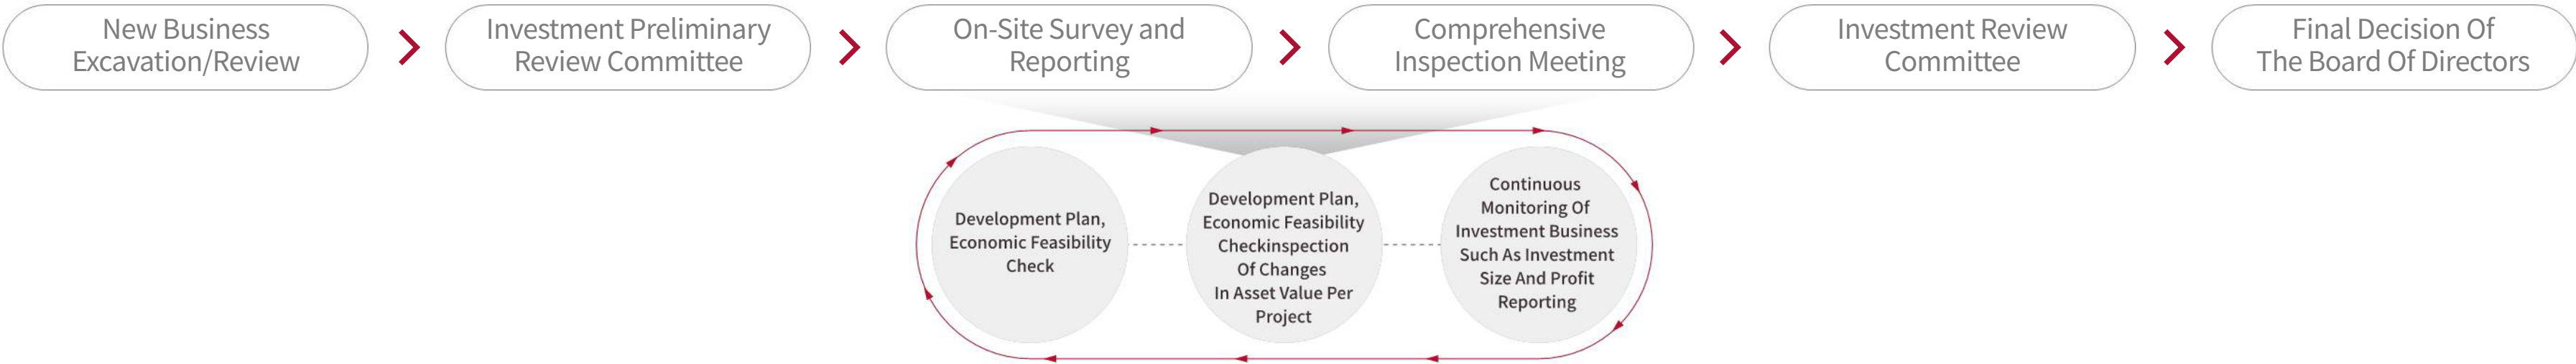 New Business
Excavation/Review
Investment Preliminary
Review Committee
On-Site Survey and
Reporting
Comprehensive
Inspection Meeting
Investment Review
Committee
Final Decision Of
The Board Of Directors
Development Plan,
Economic Feasibility
Check
Development Plan,
Economic Feasibility
Checkinspection
Of Changes
In Asset Value Per
Project
Continuous
Monitoring Of
Investment Business
Such As Investment
Size And Profit
Reporting